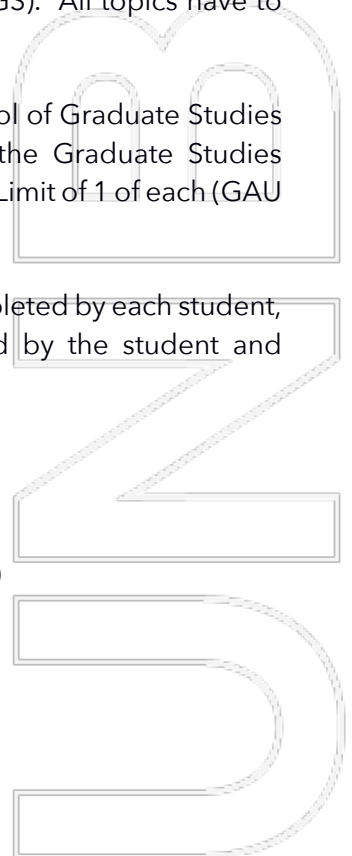 GS). All topics have to
ol of Graduate Studies
the Graduate Studies
Limit of 1 of each (GAU
pleted by each student,
d by the student and
)
UNB